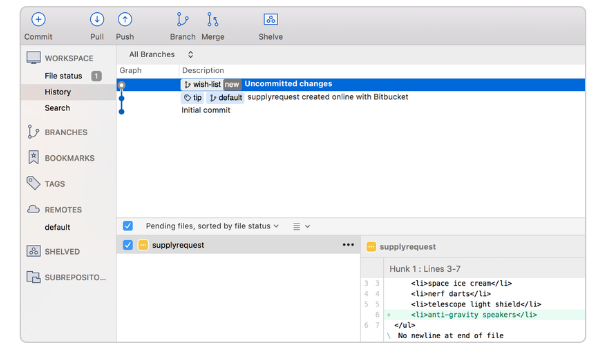 Commit Pull Push Branch Merge Shelve
WORKSPACE
File status 1
History
Search
BRANCHES
BOOKMARKS
TAGS
REMOTES
default
SHELVED
SUBREPOSITO...
All Branches
Graph Description
wish-list new Uncommitted changes
tip default supplyrequest created online with Bitbucket
Initial commit
Pending files, sorted by file status
supplyrequest •••
supplyrequest
Hunk 1 : Lines 3-7
3 3 <li>space ice cream</li>
4 4 <li>nerf darts</li>
5 5 <li>telescope light shield</li>
6 + <li>anti-gravity speakers</li>
6 7 </ul>
\ No newline at end of file